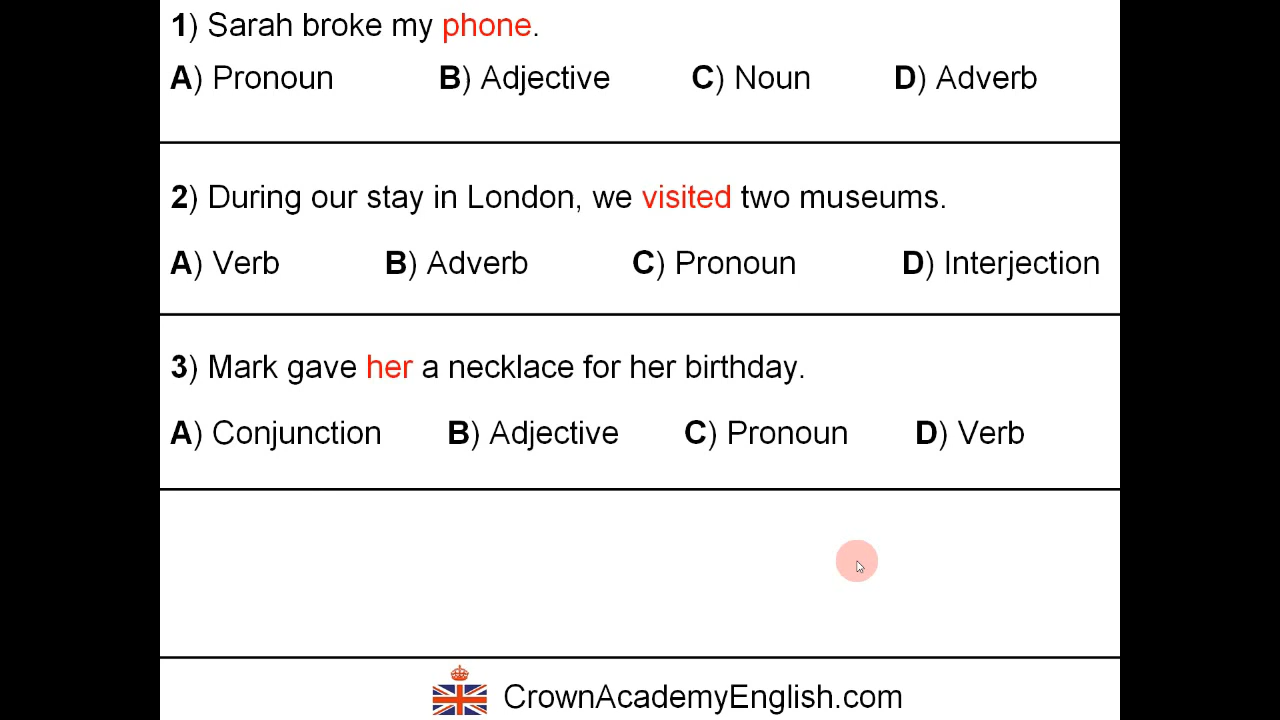 1) Sarah broke my phone.
A) Pronoun B) Adjective C) Noun D) Adverb
2) During our stay in London, we visited two museums.
A) Verb B) Adverb C) Pronoun D) Interjection
3) Mark gave her a necklace for her birthday.
A) Conjunction B) Adjective C) Pronoun D) Verb
CrownAcademyEnglish.com